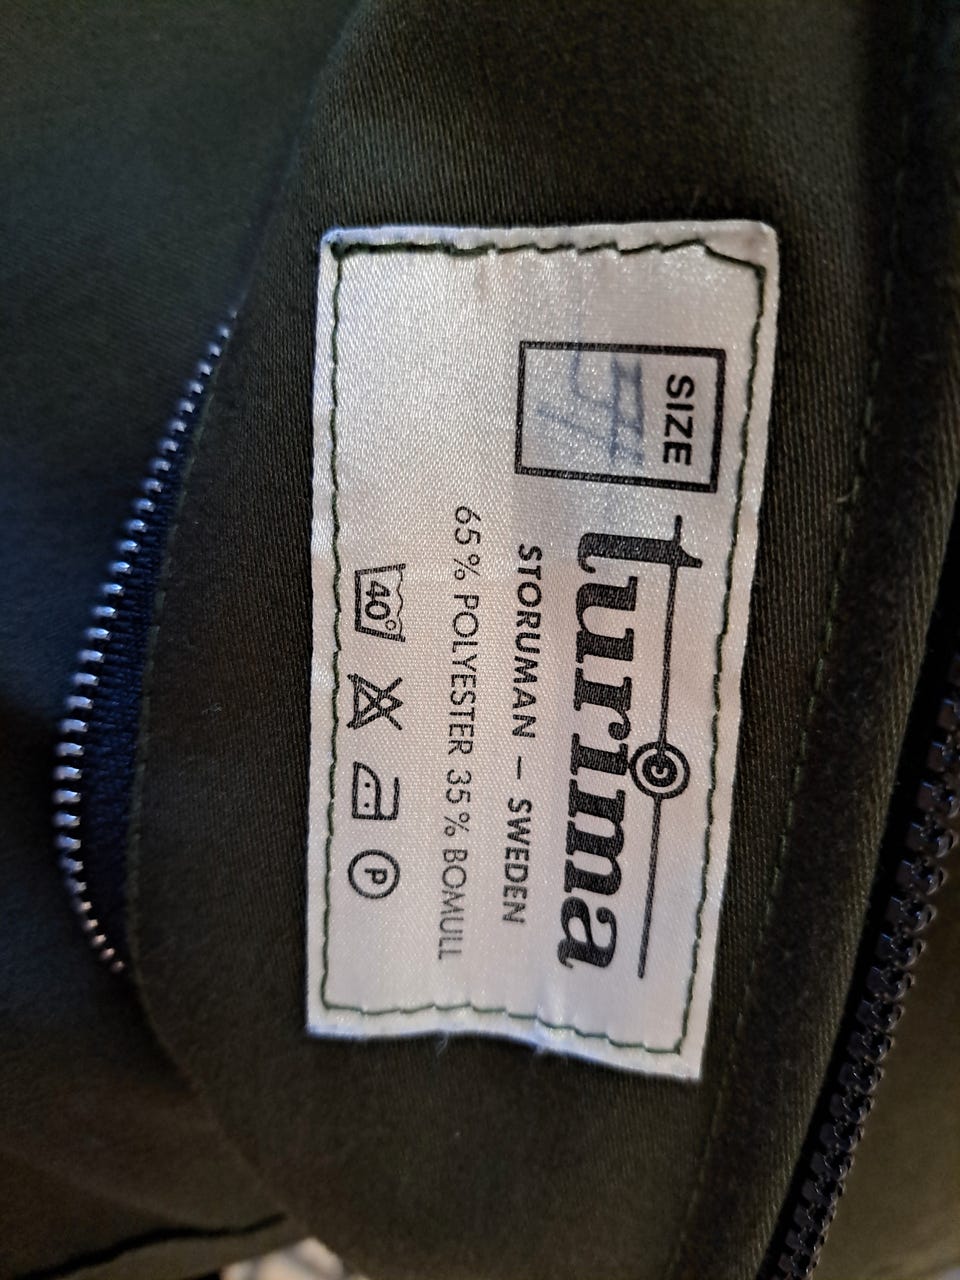 SIZE
turima
STORUMAN – SWEDEN
65% POLYESTER 35% BOMULL
40° P